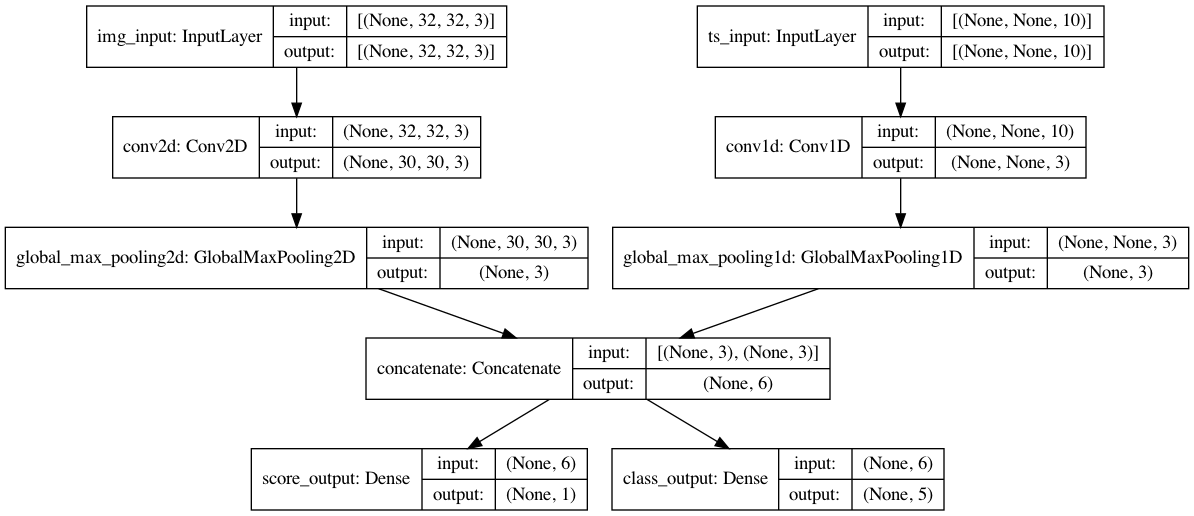 img_input: InputLayer
input:
[(None, 32, 32, 3)]
output:
[(None, 32, 32, 3)]
ts_input: InputLayer
input:
[(None, None, 10)]
output:
[(None, None, 10)]
conv2d: Conv2D
input:
(None, 32, 32, 3)
output:
(None, 30, 30, 3)
conv1d: Conv1D
input:
(None, None, 10)
output:
(None, None, 3)
global_max_pooling2d: GlobalMaxPooling2D
input:
(None, 30, 30, 3)
output:
(None, 3)
global_max_pooling1d: GlobalMaxPooling1D
input:
(None, None, 3)
output:
(None, 3)
concatenate: Concatenate
input:
[(None, 3), (None, 3)]
output:
(None, 6)
score_output: Dense
input:
(None, 6)
output:
(None, 1)
class_output: Dense
input:
(None, 6)
output:
(None, 5)